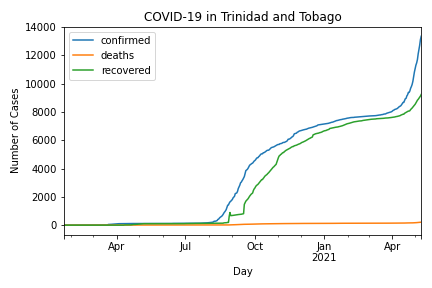 COVID-19 in Trinidad and Tobago
14000
12000
10000
8000
6000
4000
2000
0
Number of Cases
confirmed
deaths
recovered
Apr
Jul
Oct
Jan
2021
Apr
Day